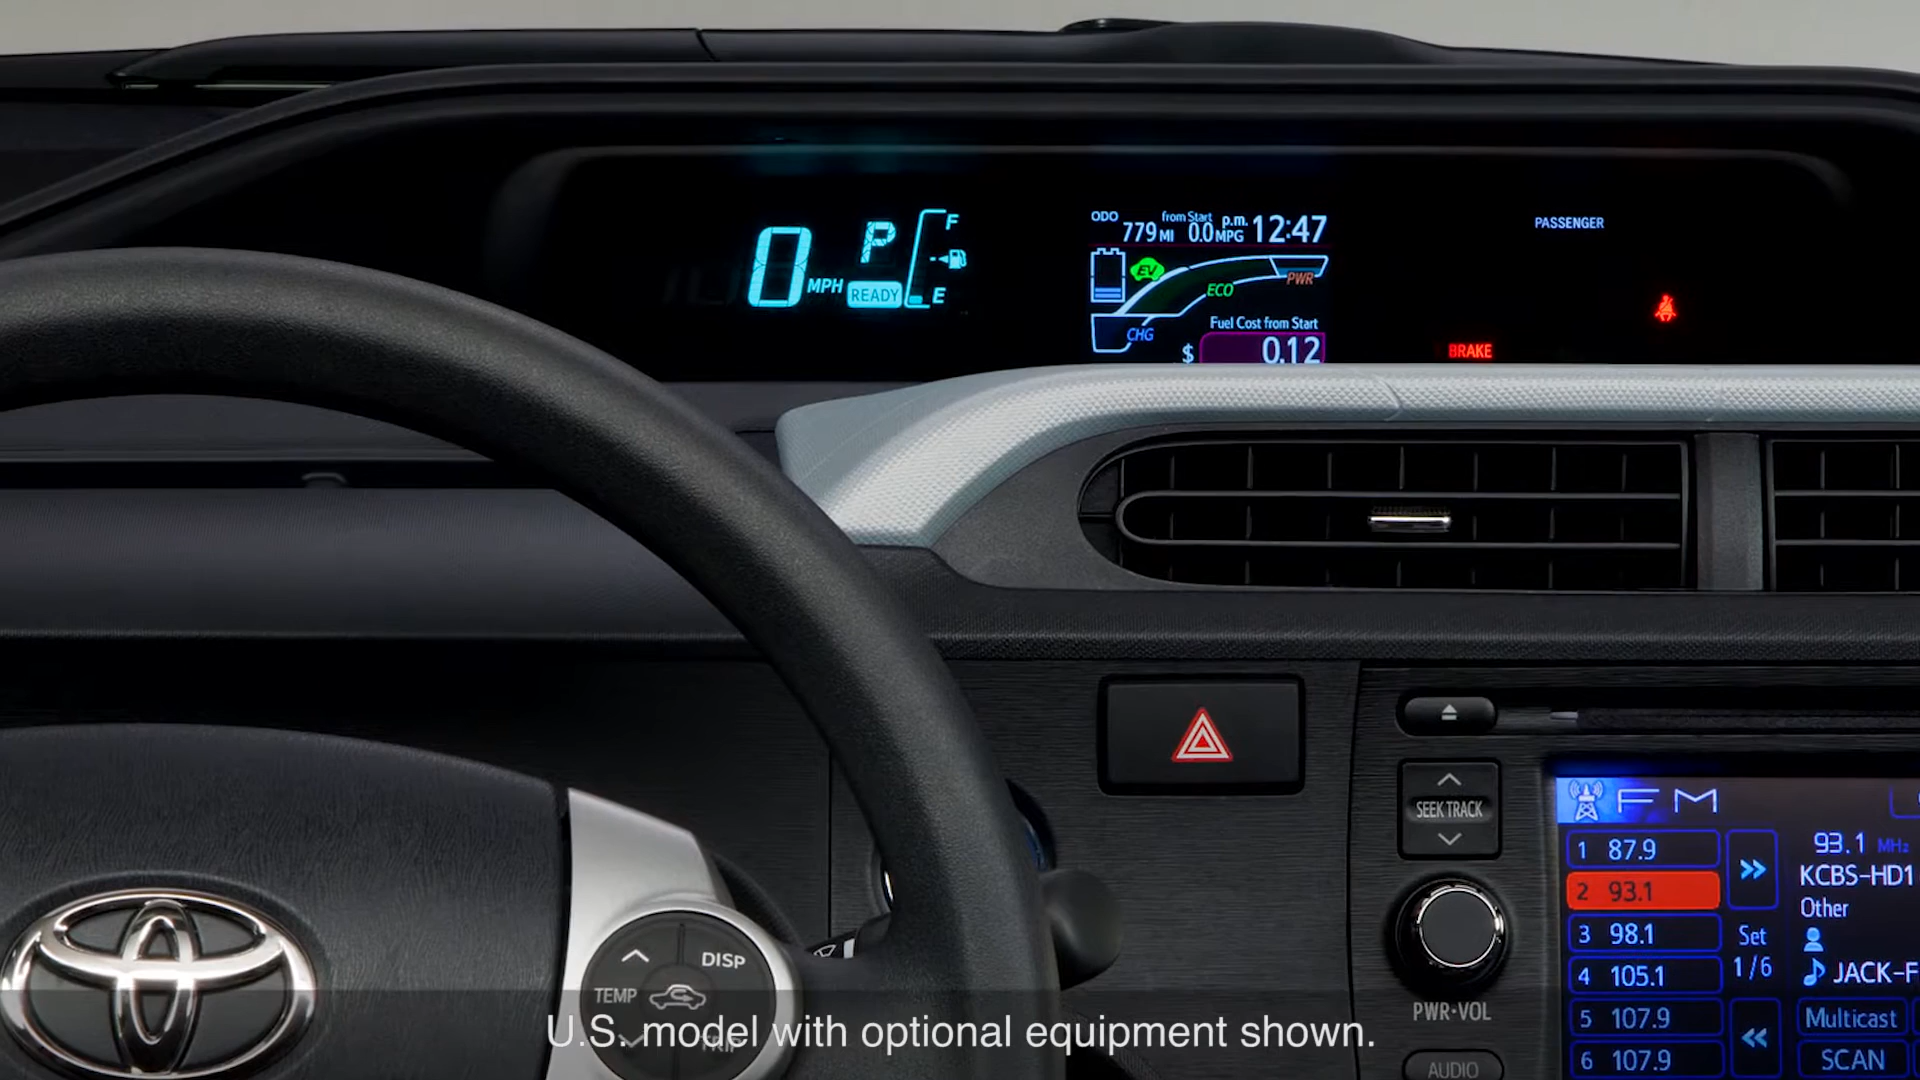 ODO
779 MI
from Start
0.0 MPG
p.m. 12:47
0 MPH
P
READY
F
E
EV
ECO
PWR
CHG
Fuel Cost from Start
$ 0.12
PASSENGER
BRAKE
SEEK TRACK
PWR·VOL
AUDIO
FM
1 87.9
2 93.1
3 98.1
4 105.1
5 107.9
6 107.9
Set
1/6
93.1 MHz
KCBS-HD1
Other
JACK-F
Multicast
SCAN
DISP
TEMP
TRIP
U.S. model with optional equipment shown.